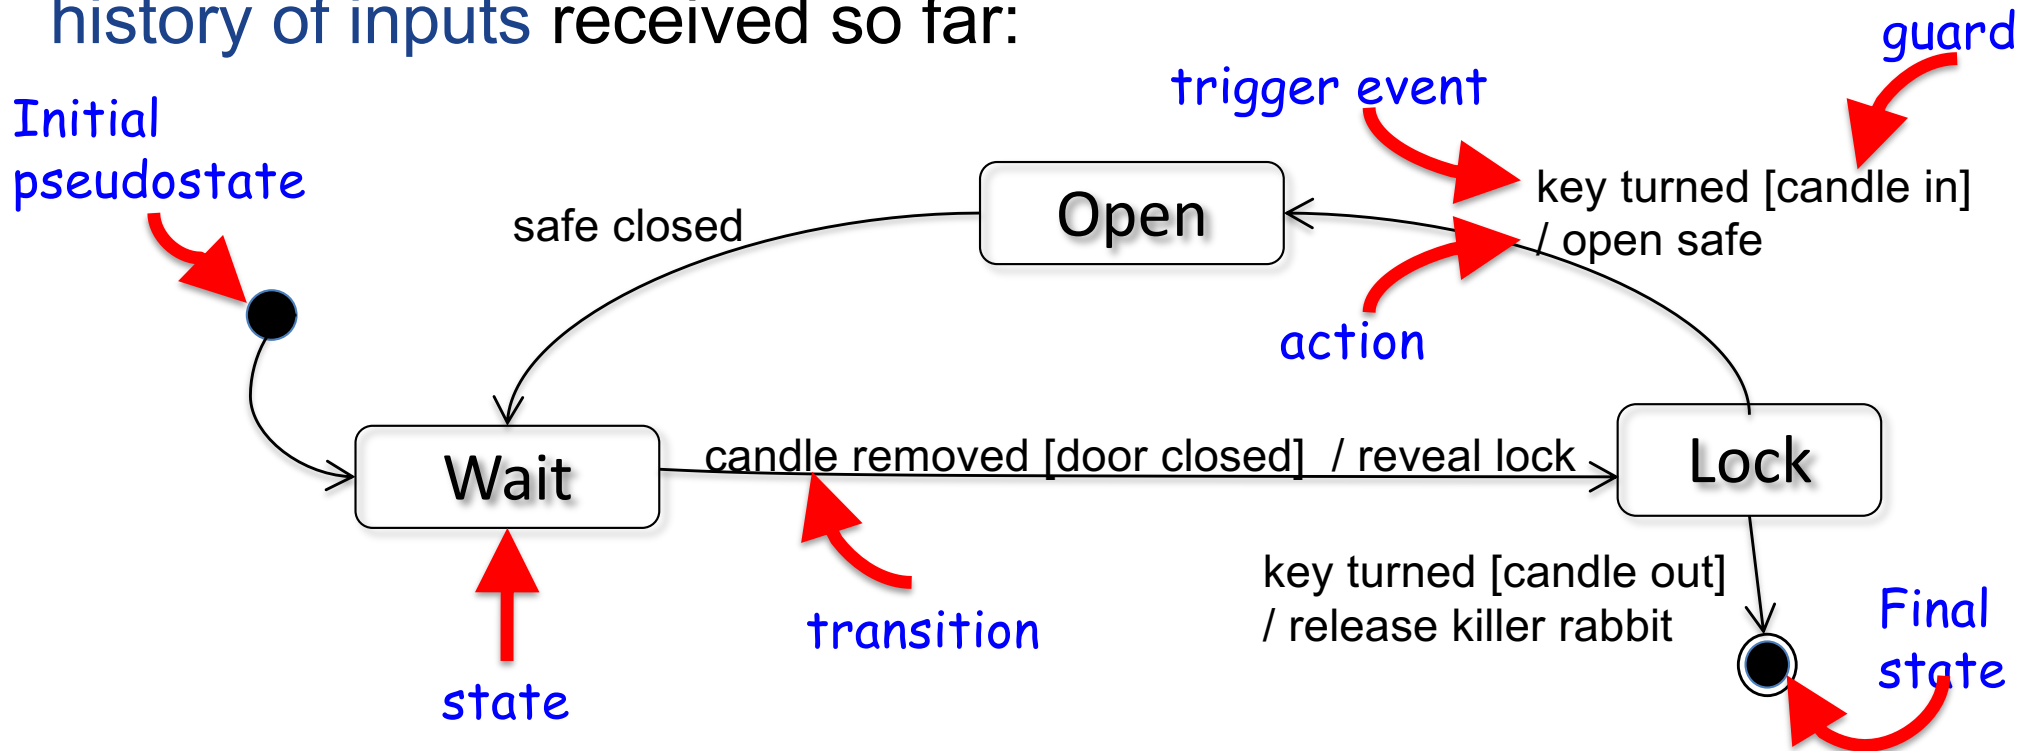 history of inputs received so far:
guard
trigger event
Initial
pseudostate
key turned [candle in]
/ open safe
Open
safe closed
action
Wait
candle removed [door closed]  / reveal lock
Lock
key turned [candle out]
/ release killer rabbit
transition
Final
state
state